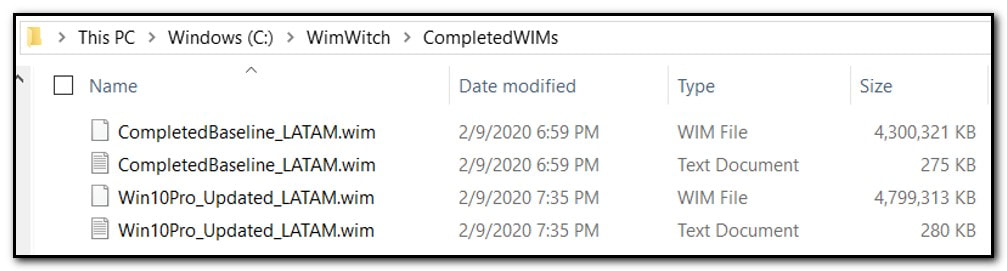 This PC > Windows (C:) > WimWitch > CompletedWIMs
Name Date modified Type Size
CompletedBaseline_LATAM.wim 2/9/2020 6:59 PM WIM File 4,300,321 KB
CompletedBaseline_LATAM.wim 2/9/2020 6:59 PM Text Document 275 KB
Win10Pro_Updated_LATAM.wim 2/9/2020 7:35 PM WIM File 4,799,313 KB
Win10Pro_Updated_LATAM.wim 2/9/2020 7:35 PM Text Document 280 KB